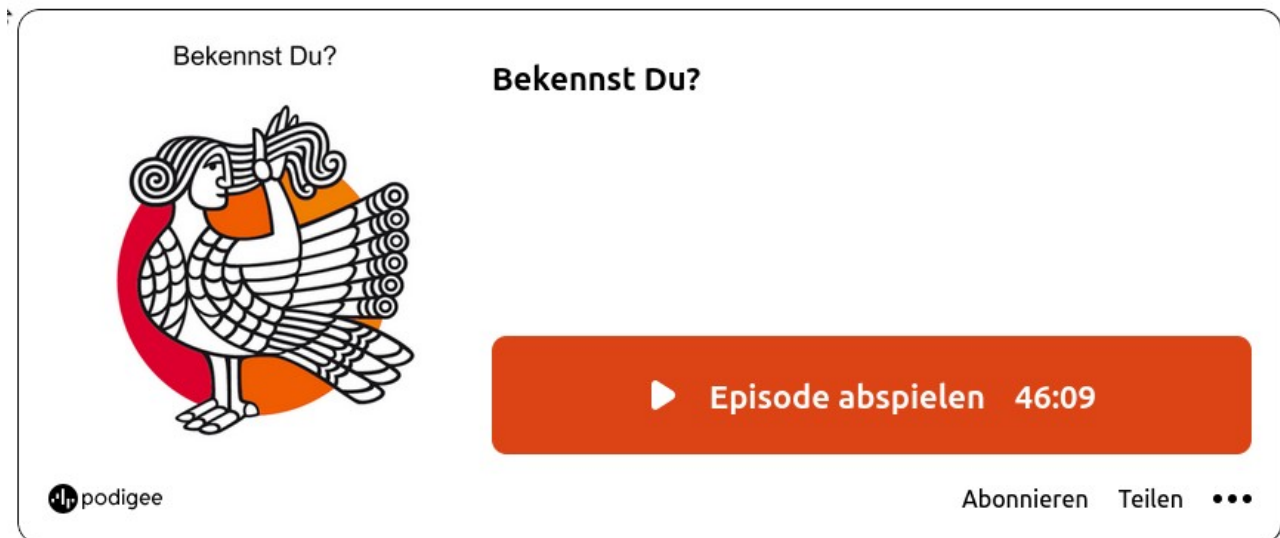 Bekennst Du?
Bekennst Du?
Episode abspielen 46:09
podigee
Abonnieren Teilen